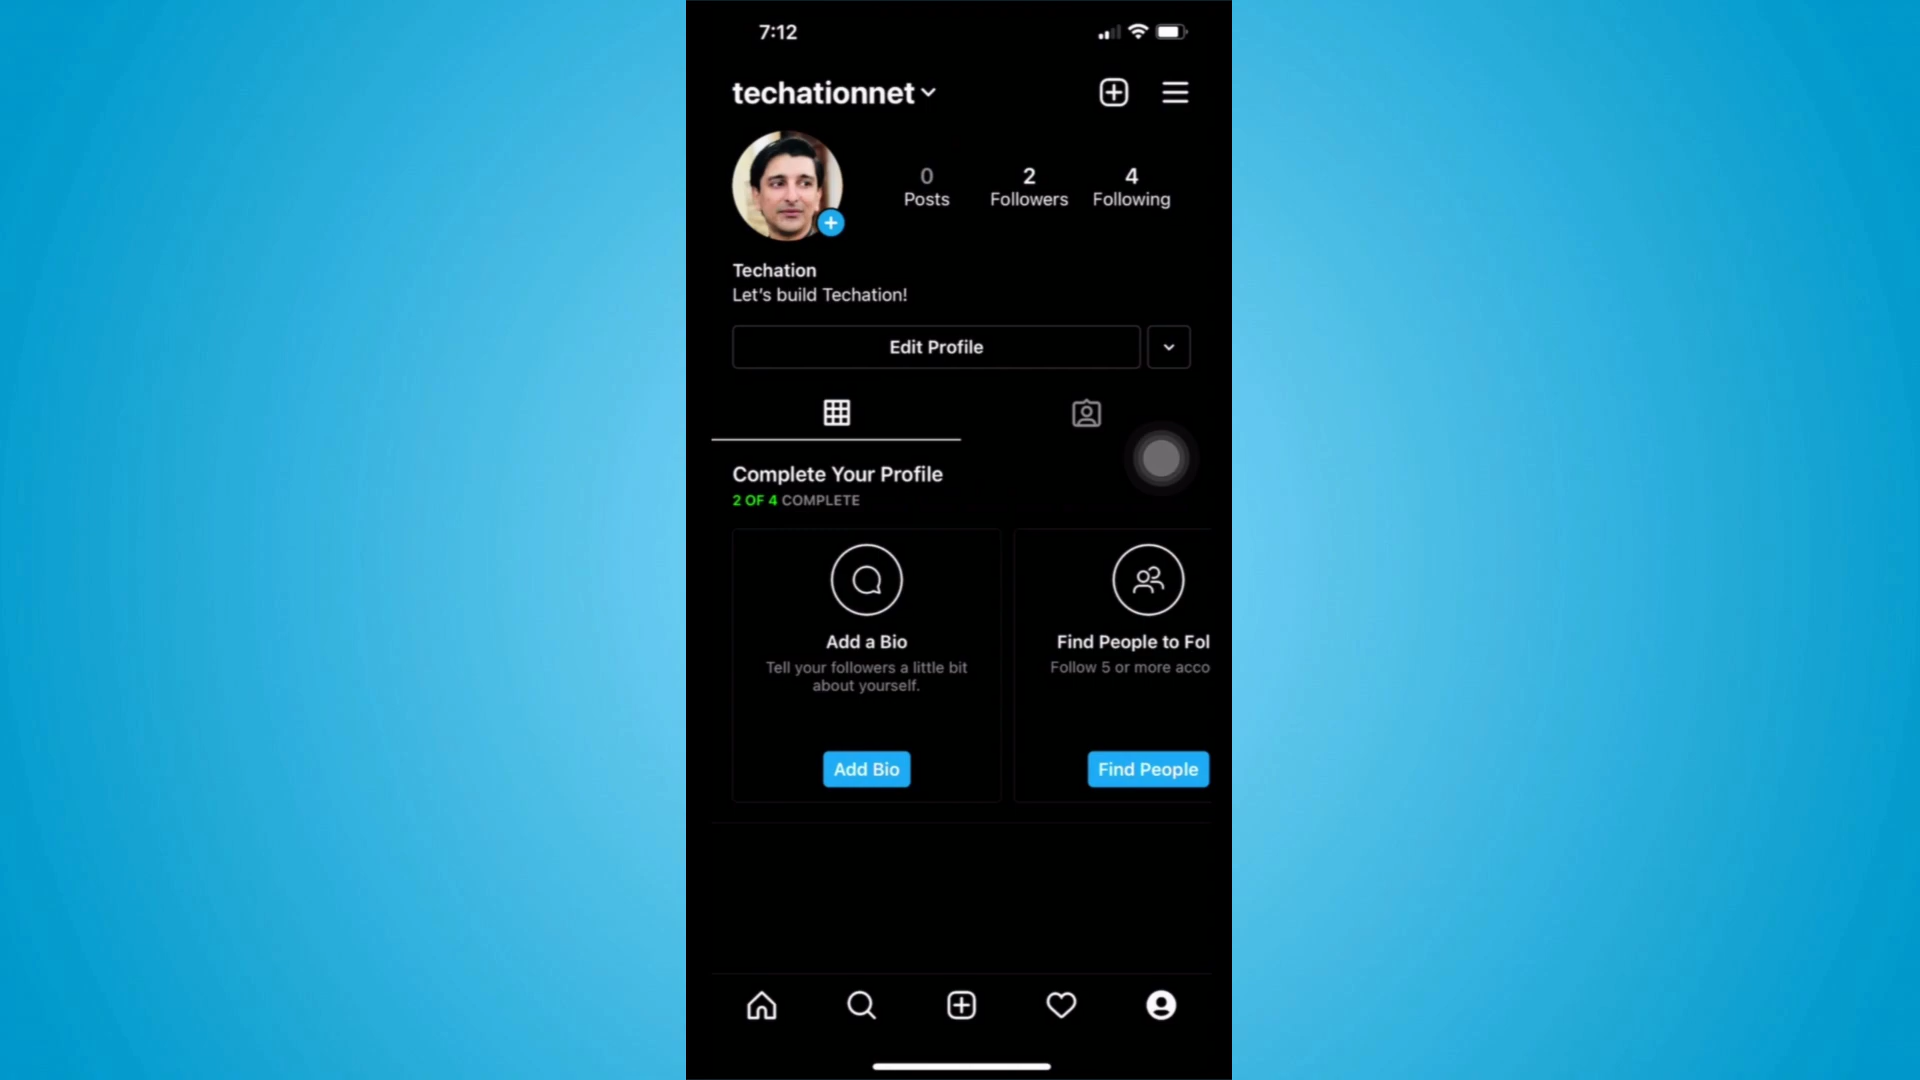 7:12
techationnet
0 2 4
Posts Followers Following
Techation
Let's build Techation!
Edit Profile
Complete Your Profile
2 OF 4 COMPLETE
Add a Bio
Tell your followers a little bit
about yourself.
Add Bio
Find People to Fol
Follow 5 or more acco
Find People